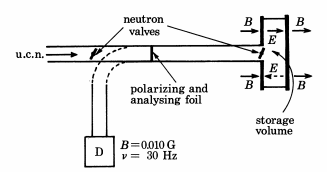 neutron
valves
B
B
E
u.c.n.
E
polarizing and
analysing foil
B
B
storage
volume
D
B=0.010 G
ν = 30 Hz